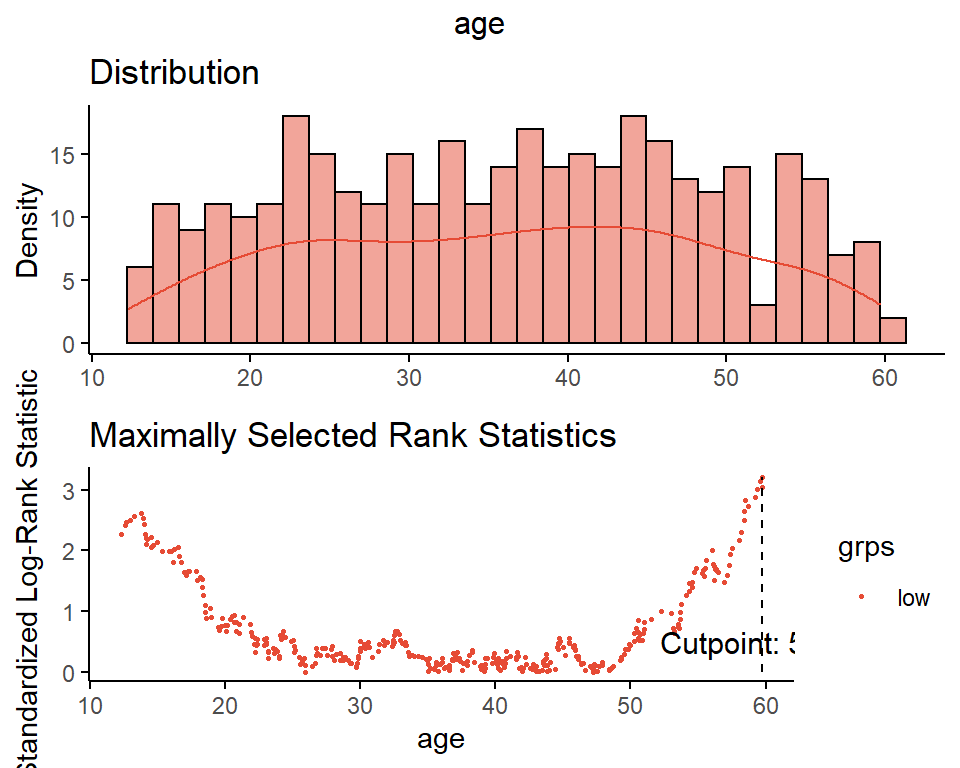 age
Distribution
Density
15
10
5
0
10 20 30 40 50 60
Maximally Selected Rank Statistics
Standardized Log-Rank Statistic
3
2
1
0
Cutpoint: 5
10 20 30 40 50 60
age
grps
low